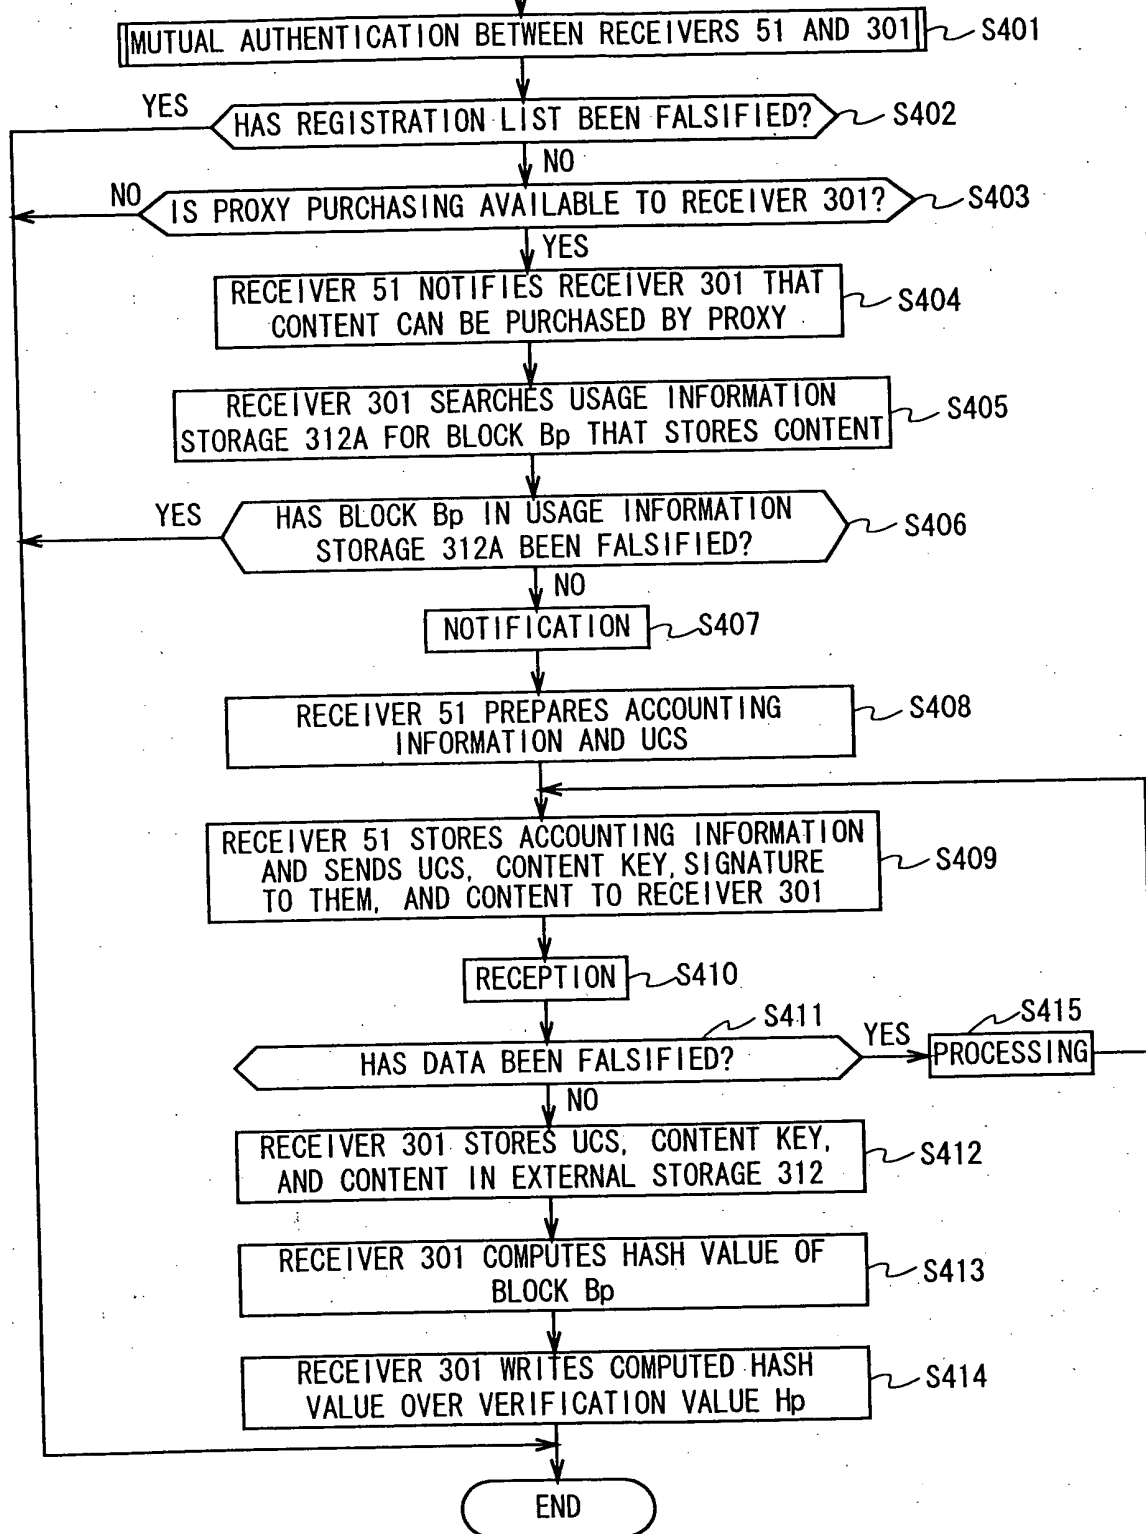 MUTUAL AUTHENTICATION BETWEEN RECEIVERS 51 AND 301
S401
YES
HAS REGISTRATION LIST BEEN FALSIFIED?
S402
NO
NO
IS PROXY PURCHASING AVAILABLE TO RECEIVER 301?
S403
YES
RECEIVER 51 NOTIFIES RECEIVER 301 THAT
CONTENT CAN BE PURCHASED BY PROXY
S404
RECEIVER 301 SEARCHES USAGE INFORMATION
STORAGE 312A FOR BLOCK Bp THAT STORES CONTENT
S405
YES
HAS BLOCK Bp IN USAGE INFORMATION
STORAGE 312A BEEN FALSIFIED?
S406
NO
NOTIFICATION
S407
RECEIVER 51 PREPARES ACCOUNTING
INFORMATION AND UCS
S408
RECEIVER 51 STORES ACCOUNTING INFORMATION
AND SENDS UCS, CONTENT KEY, SIGNATURE
TO THEM, AND CONTENT TO RECEIVER 301
S409
RECEPTION
S410
S411
HAS DATA BEEN FALSIFIED?
YES
S415
PROCESSING
NO
RECEIVER 301 STORES UCS, CONTENT KEY,
AND CONTENT IN EXTERNAL STORAGE 312
S412
RECEIVER 301 COMPUTES HASH VALUE OF
BLOCK Bp
S413
RECEIVER 301 WRITES COMPUTED HASH
VALUE OVER VERIFICATION VALUE Hp
S414
END